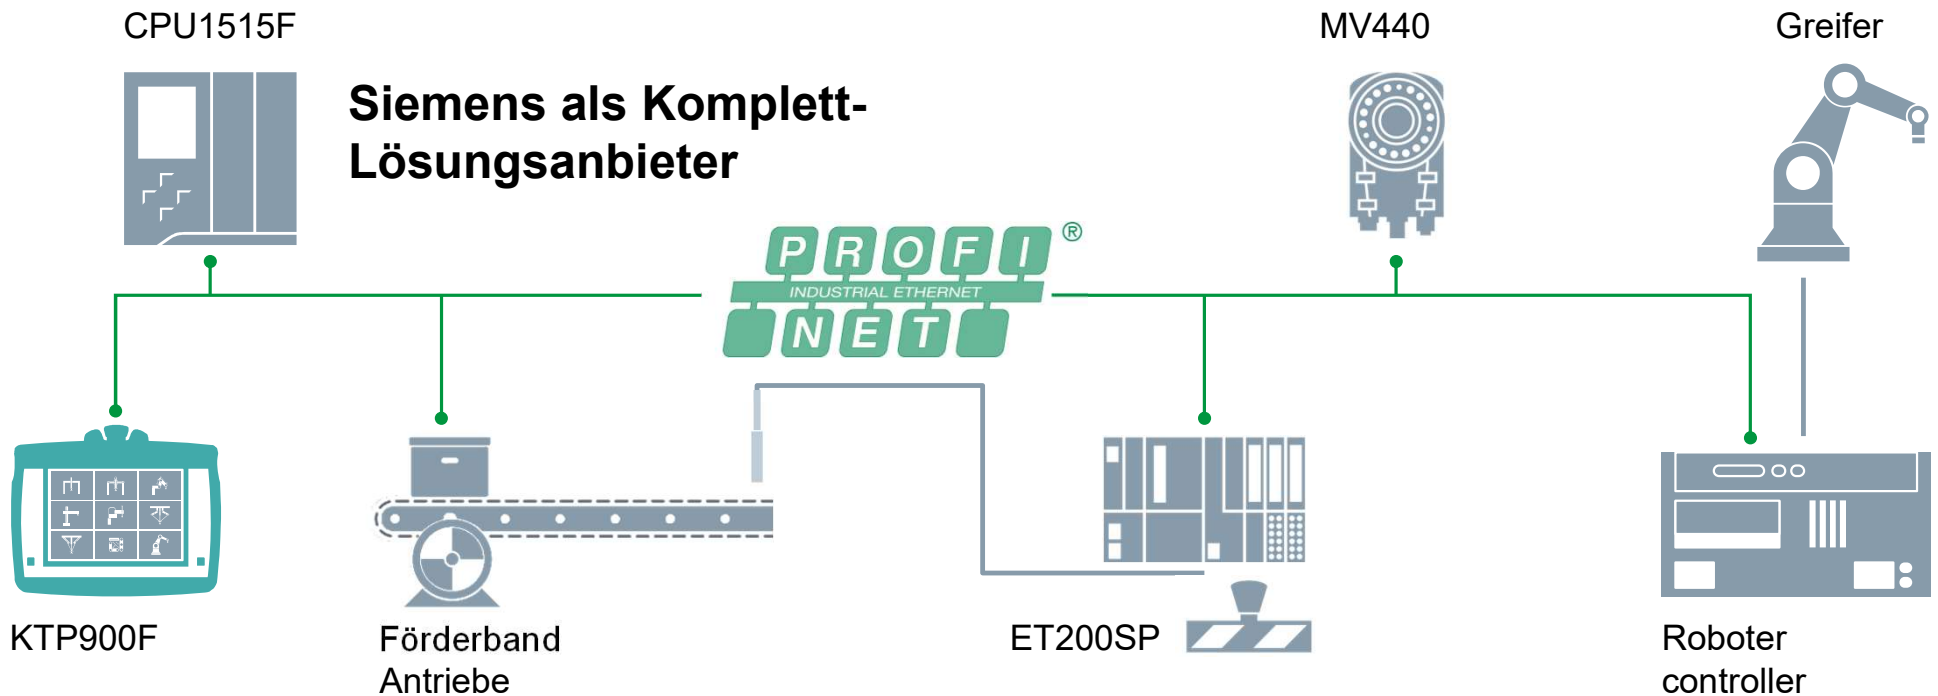 CPU1515F
MV440
Greifer
Siemens als Komplett-
Lösungsanbieter
PROFI®
INDUSTRIAL ETHERNET
NET
KTP900F
Förderband
Antriebe
ET200SP
Roboter
controller